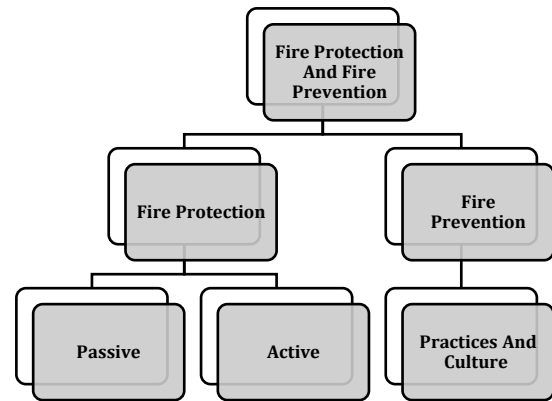 Fire Protection
And Fire
Prevention
Fire Protection
Fire
Prevention
Passive
Active
Practices And
Culture